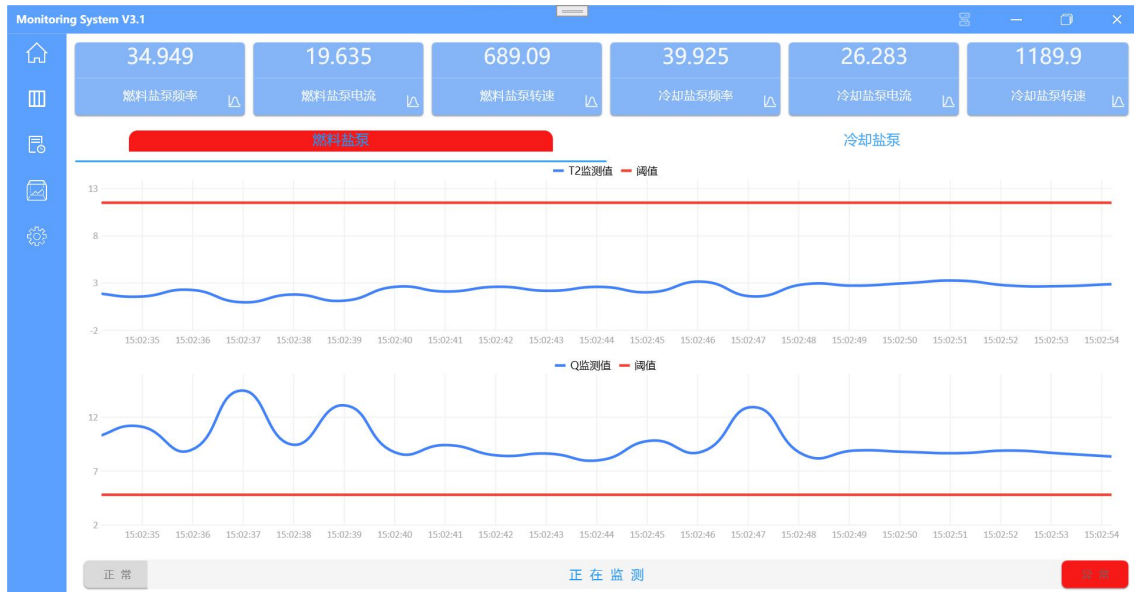 Monitoring System V3.1
34.949 19.635 689.09 39.925 26.283 1189.9
燃料盐泵频率 燃料盐泵电流 燃料盐泵转速 冷却盐泵频率 冷却盐泵电流 冷却盐泵转速
燃料盐泵 冷却盐泵
T2监测值 阈值
13
8
3
-2
15:02:35 15:02:36 15:02:37 15:02:38 15:02:39 15:02:40 15:02:41 15:02:42 15:02:43 15:02:44 15:02:45 15:02:46 15:02:47 15:02:48 15:02:49 15:02:50 15:02:51 15:02:52 15:02:53 15:02:54
Q监测值 阈值
12
7
2
15:02:35 15:02:36 15:02:37 15:02:38 15:02:39 15:02:40 15:02:41 15:02:42 15:02:43 15:02:44 15:02:45 15:02:46 15:02:47 15:02:48 15:02:49 15:02:50 15:02:51 15:02:52 15:02:53 15:02:54
正常 正在监测 异常